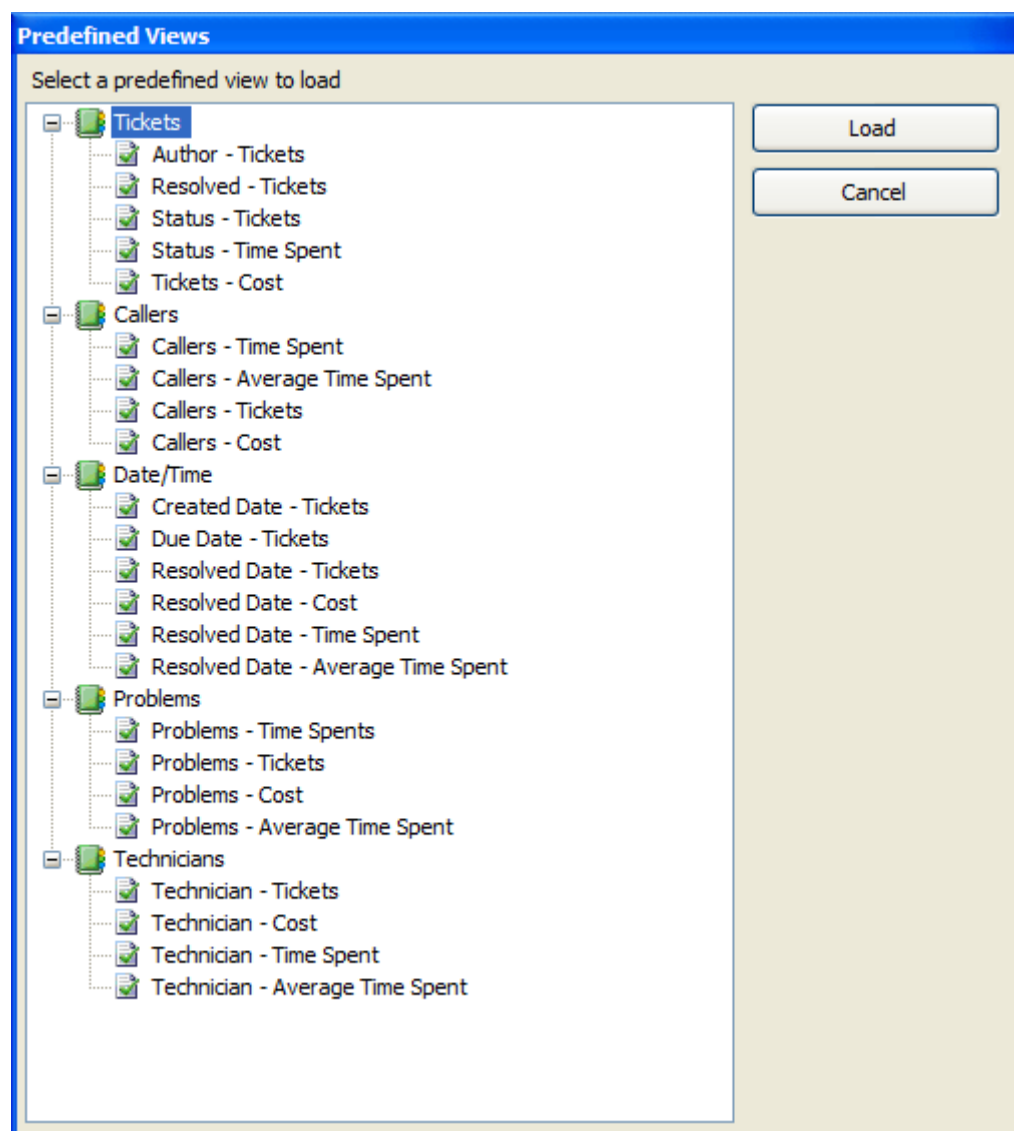 Predefined Views
Select a predefined view to load
Tickets
Author - Tickets
Resolved - Tickets
Status - Tickets
Status - Time Spent
Tickets - Cost
Callers
Callers - Time Spent
Callers - Average Time Spent
Callers - Tickets
Callers - Cost
Date/Time
Created Date - Tickets
Due Date - Tickets
Resolved Date - Tickets
Resolved Date - Cost
Resolved Date - Time Spent
Resolved Date - Average Time Spent
Problems
Problems - Time Spents
Problems - Tickets
Problems - Cost
Problems - Average Time Spent
Technicians
Technician - Tickets
Technician - Cost
Technician - Time Spent
Technician - Average Time Spent
Load
Cancel